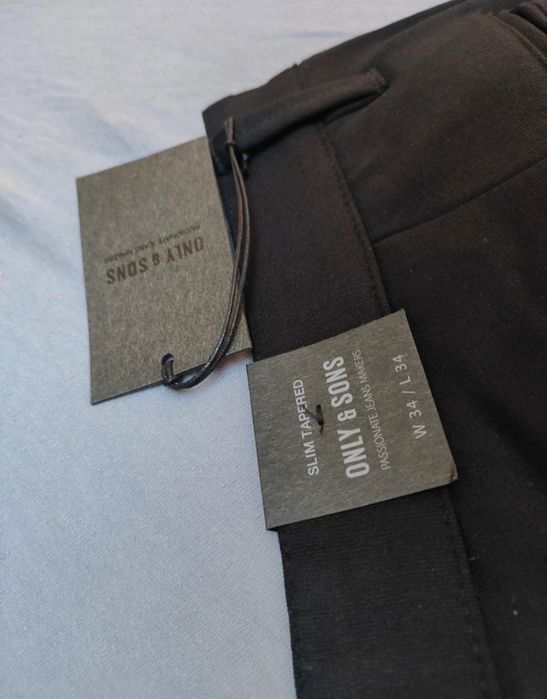 ONLY & SONS
PASSIONATE JEANS MAKERS
SLIM TAPERED
ONLY & SONS
PASSIONATE JEANS MAKERS
W 34 / L 34